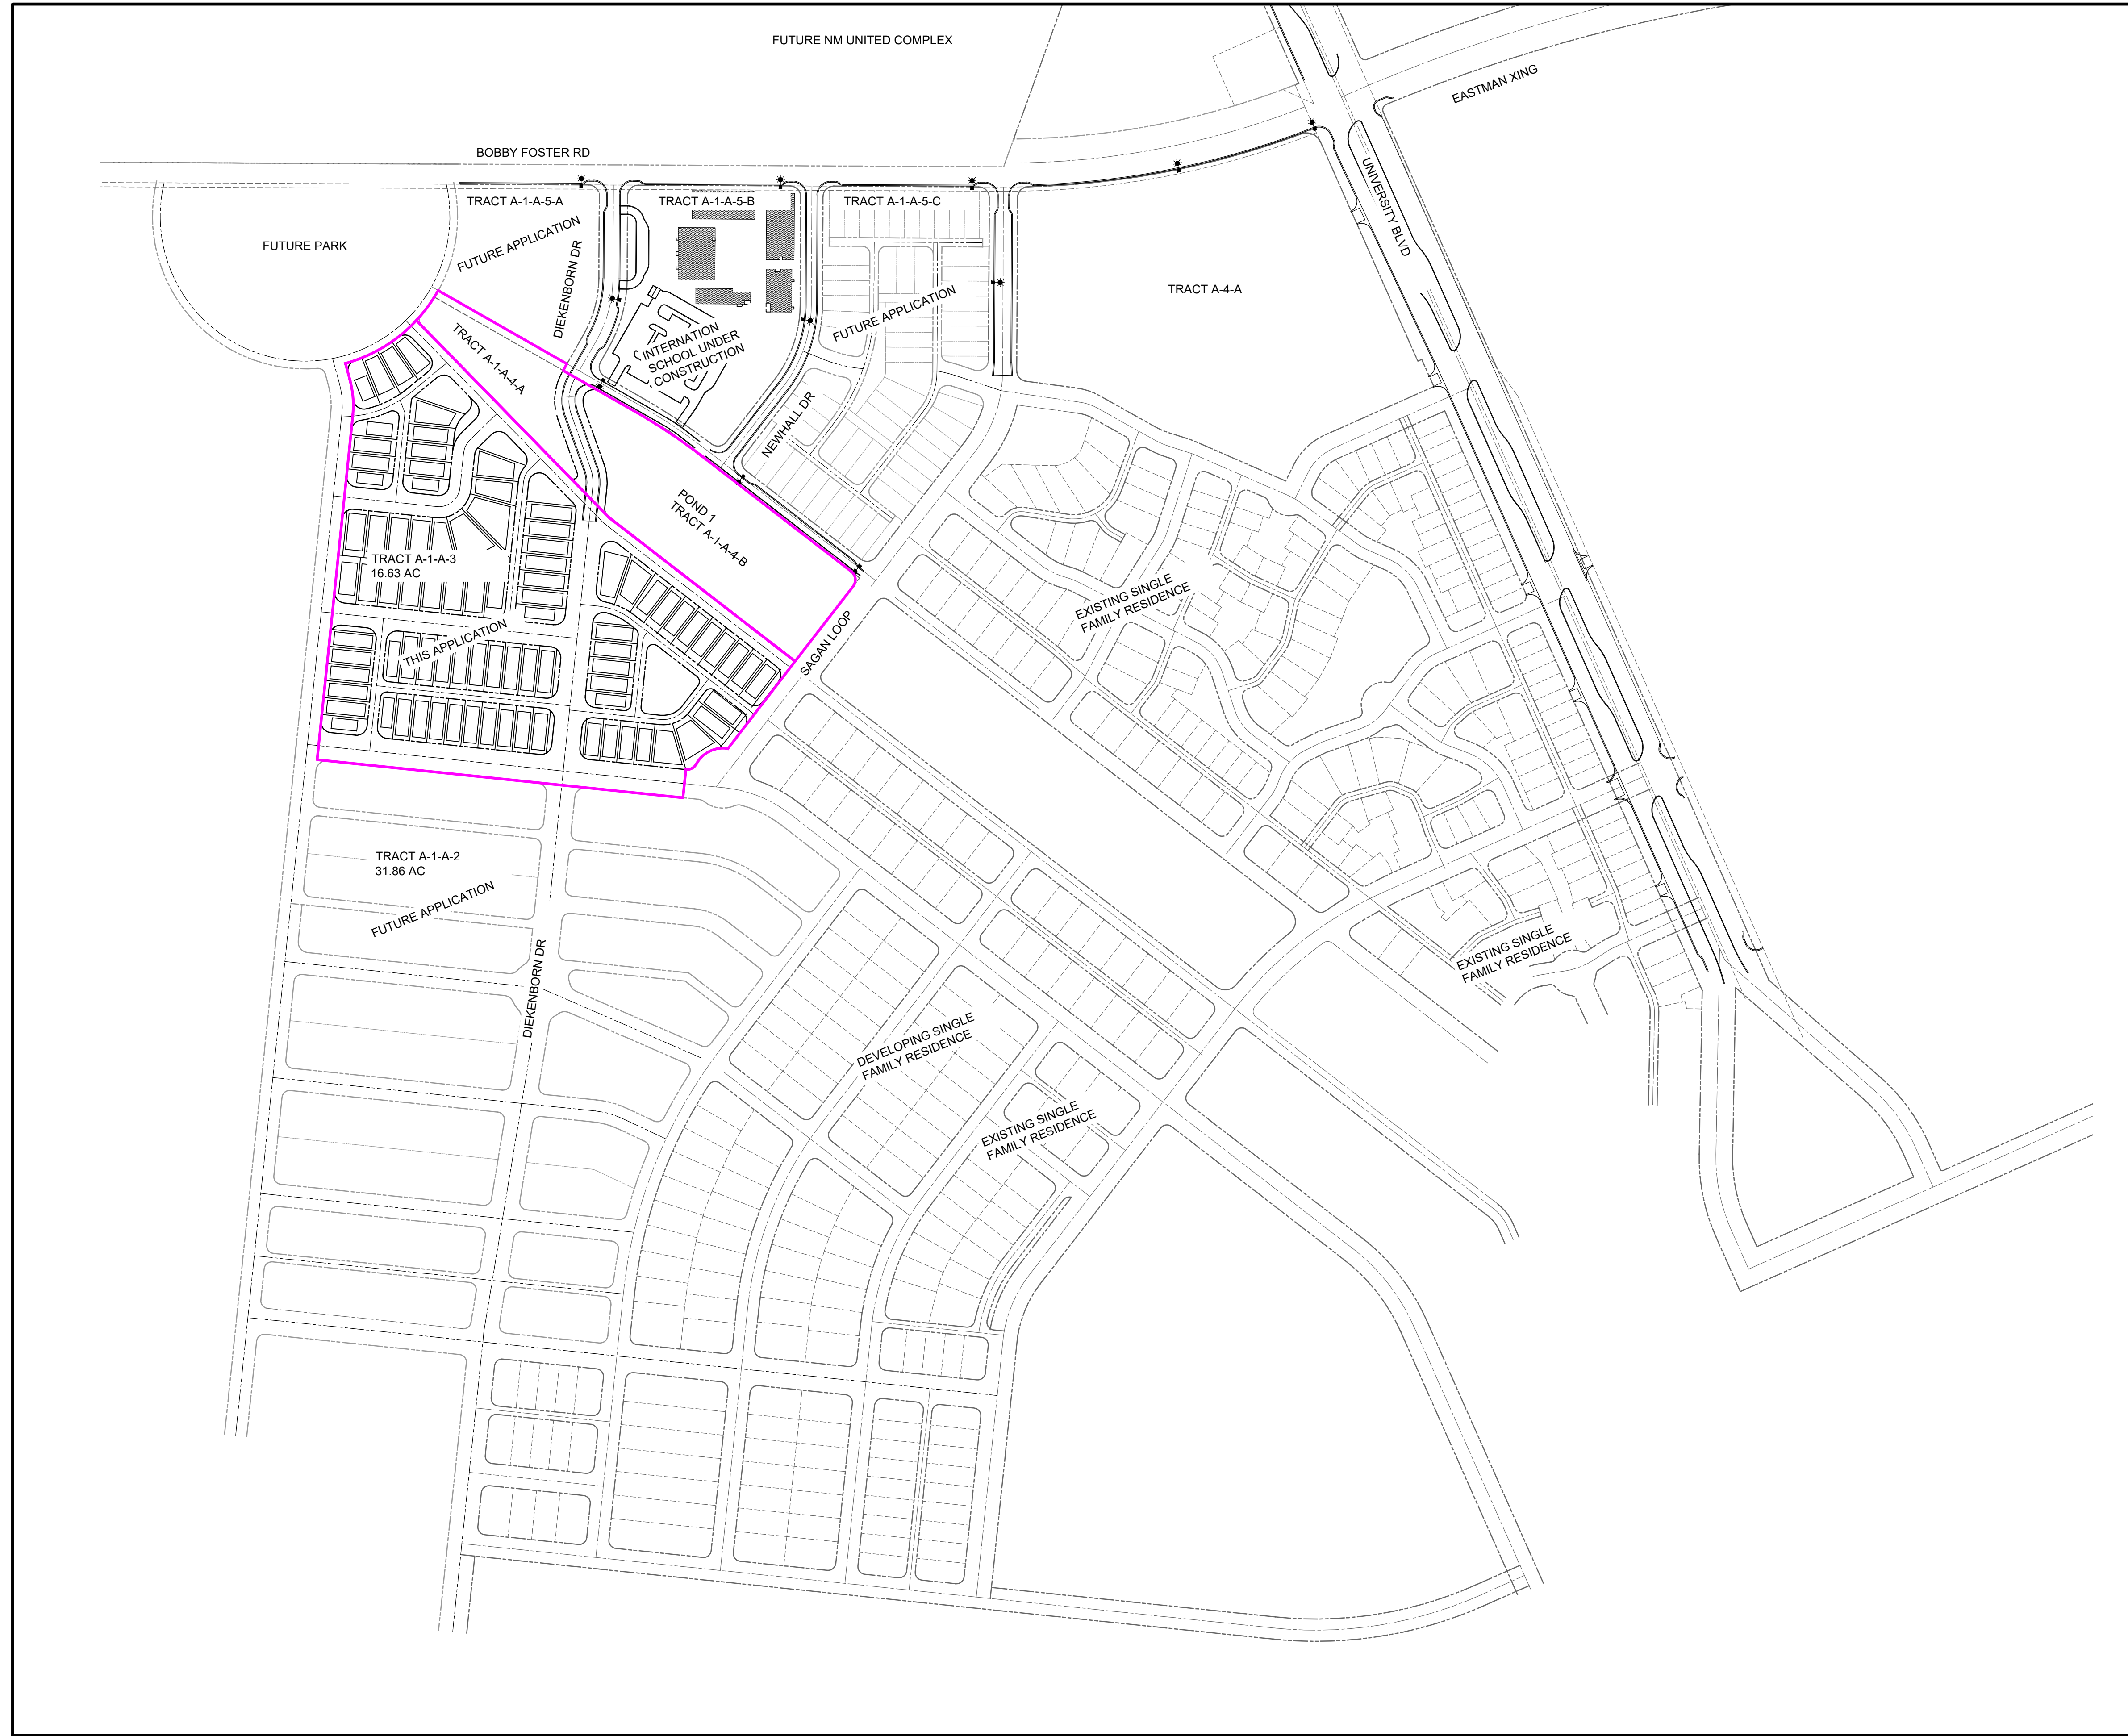 FUTURE NM UNITED COMPLEX
EASTMAN XING
BOBBY FOSTER RD
UNIVERSITY BLVD
TRACT A-1-A-5-A
TRACT A-1-A-5-B
TRACT A-1-A-5-C
FUTURE PARK
FUTURE APPLICATION
DIEKENBORN DR
TRACT A-4-A
FUTURE APPLICATION
INTERNATION
SCHOOL UNDER
CONSTRUCTION
TRACT A-1-A-4-A
NEWHALL DR
POND 1
TRACT A-1-A-4-B
TRACT A-1-A-3
16.63 AC
THIS APPLICATION
SAGAN LOOP
EXISTING SINGLE
FAMILY RESIDENCE
TRACT A-1-A-2
31.86 AC
FUTURE APPLICATION
DIEKENBORN DR
EXISTING SINGLE
FAMILY RESIDENCE
DEVELOPING SINGLE
FAMILY RESIDENCE
EXISTING SINGLE
FAMILY RESIDENCE